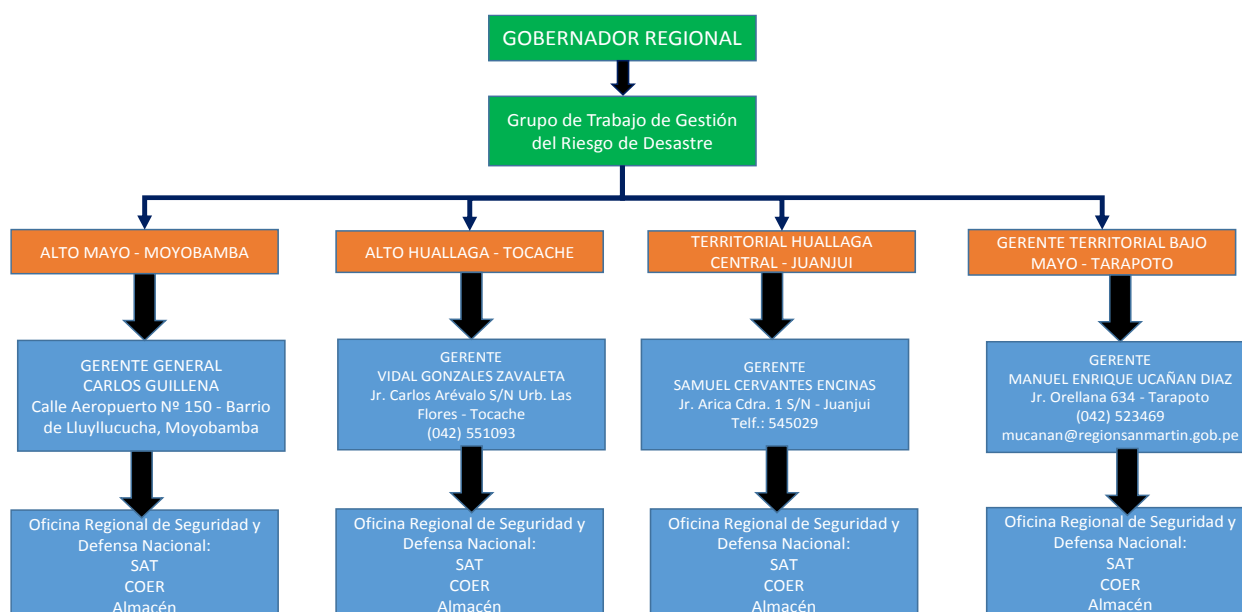 GOBERNADOR REGIONAL
Grupo de Trabajo de Gestión
del Riesgo de Desastre
ALTO MAYO - MOYOBAMBA
ALTO HUALLAGA - TOCACHE
TERRITORIAL HUALLAGA
CENTRAL - JUANJUI
GERENTE TERRITORIAL BAJO
MAYO - TARAPOTO
GERENTE GENERAL
CARLOS GUILLENA
Calle Aeropuerto Nº 150 - Barrio
de Lluyllucucha, Moyobamba
GERENTE
VIDAL GONZALES ZAVALETA
Jr. Carlos Arévalo S/N Urb. Las
Flores - Tocache
(042) 551093
GERENTE
SAMUEL CERVANTES ENCINAS
Jr. Arica Cdra. 1 S/N - Juanjui
Telf.: 545029
GERENTE
MANUEL ENRIQUE UCAÑAN DIAZ
Jr. Orellana 634 - Tarapoto
(042) 523469
mucanan@regionsanmartin.gob.pe
Oficina Regional de Seguridad y
Defensa Nacional:
SAT
COER
Almacén
Oficina Regional de Seguridad y
Defensa Nacional:
SAT
COER
Almacén
Oficina Regional de Seguridad y
Defensa Nacional:
SAT
COER
Almacén
Oficina Regional de Seguridad y
Defensa Nacional:
SAT
COER
Almacén